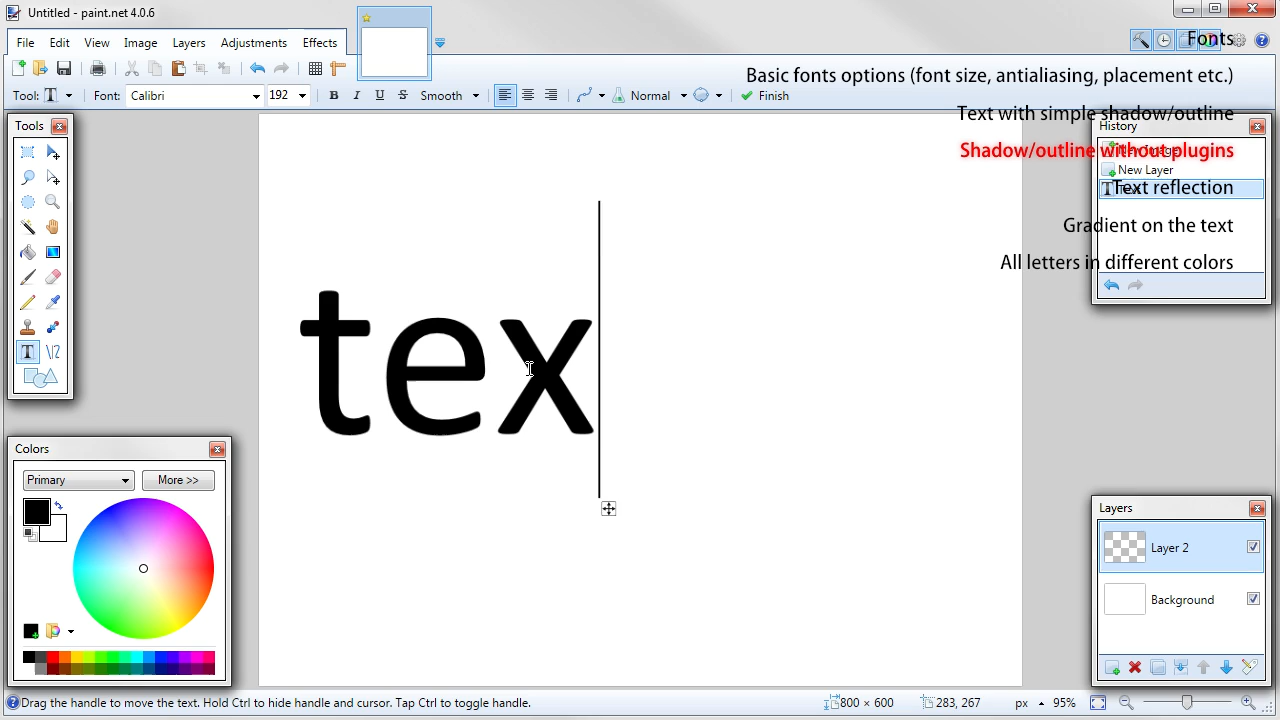 Untitled - paint.net 4.0.6
File Edit View Image Layers Adjustments Effects
Fonts
Basic fonts options (font size, antialiasing, placement etc.)
Tool: T Font: Calibri 192 B I U S Smooth Normal Finish
Text with simple shadow/outline
Tools
History
Shadow/outline without plugins
New Layer
Text reflection
Gradient on the text
All letters in different colors
tex
Colors
Primary More >>
Layers
Layer 2
Background
Drag the handle to move the text. Hold Ctrl to hide handle and cursor. Tap Ctrl to toggle handle.
800 × 600 283, 267 px 95%